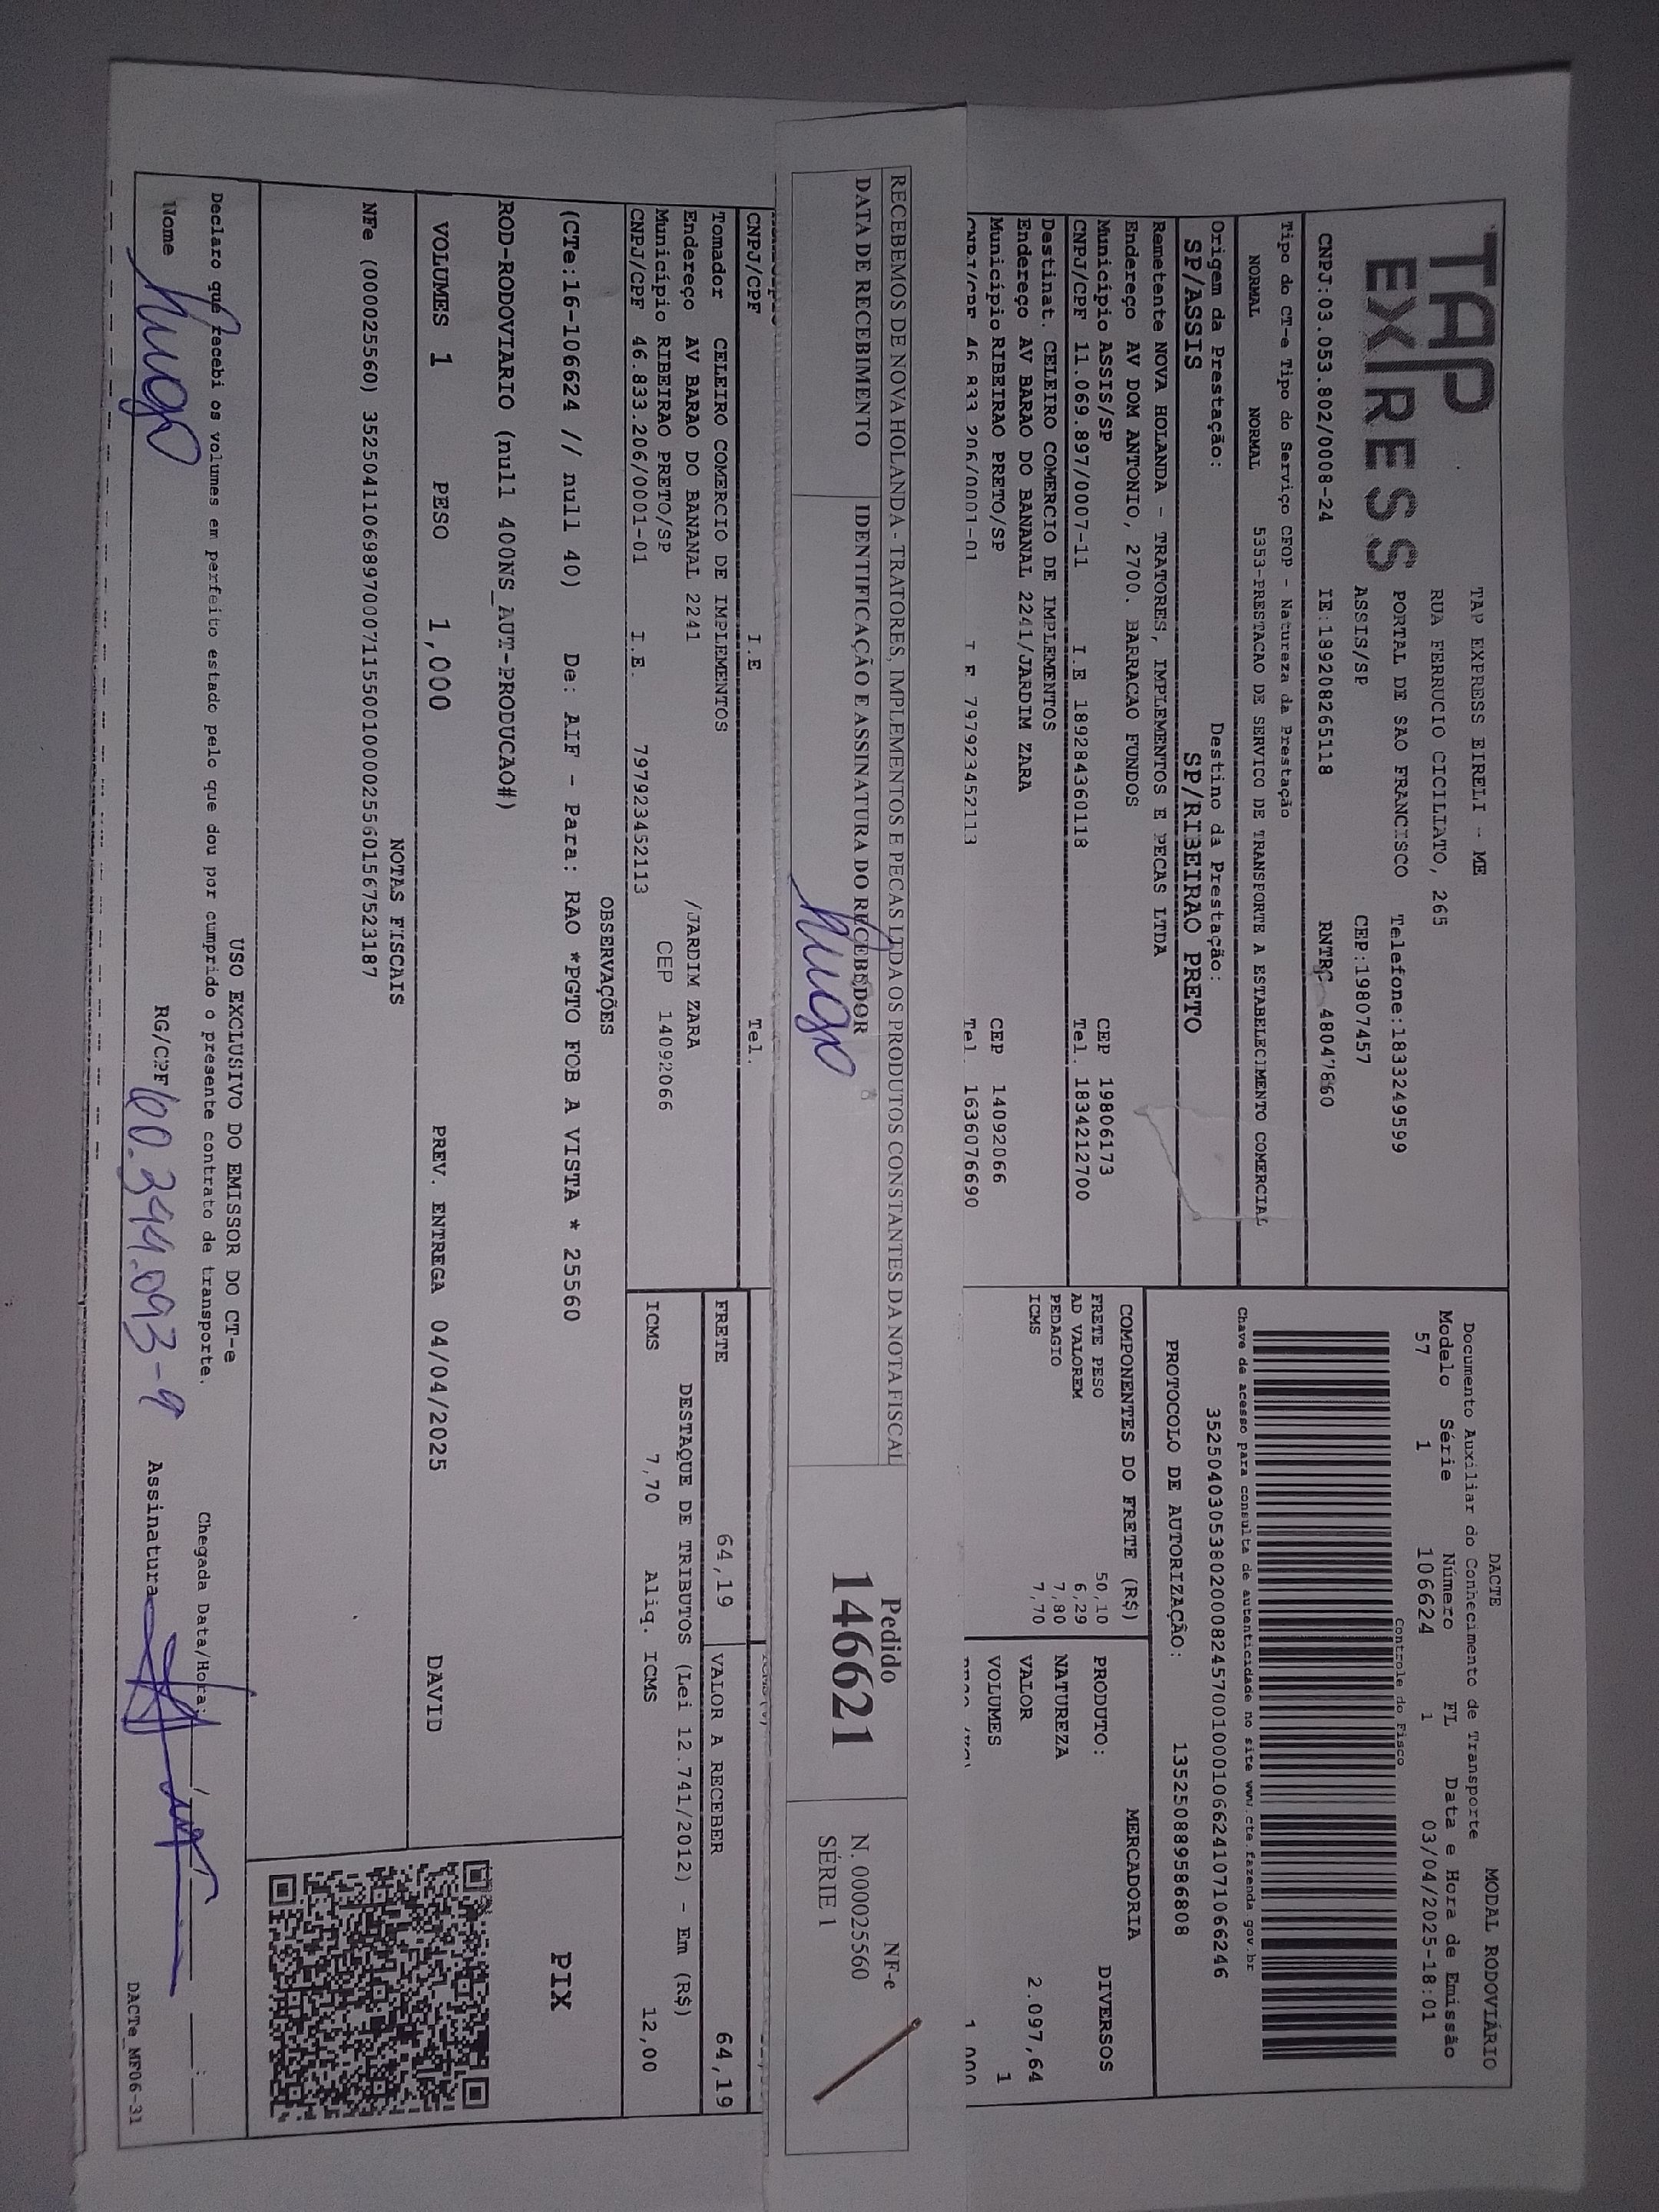 TAP
EXPRESS
TAP EXPRESS EIRELI - ME
RUA FERRUCIO CICILIATO, 265
PORTAL DE SAO FRANCISCO Telefone:1833249599
ASSIS/SP CEP:19807457
CNPJ:03.053.802/0008-24 IE:189208265118 RNTRC 48047860
Tipo do CT-e Tipo do Serviço CFOP - Natureza da Prestação
NORMAL NORMAL 5353-PRESTACAO DE SERVICO DE TRANSPORTE A ESTABELECIMENTO COMERCIAL
Origem da Prestação: Destino da Prestação:
SP/ASSIS SP/RIBEIRAO PRETO
Remetente NOVA HOLANDA - TRATORES, IMPLEMENTOS E PECAS LTDA
Endereço AV DOM ANTONIO, 2700. BARRACAO FUNDOS
Município ASSIS/SP CEP 19806173
CNPJ/CPF 11.069.897/0007-11 I.E 189284360118 Tel. 1834212700
Destinat. CELEIRO COMERCIO DE IMPLEMENTOS
Endereço AV BARAO DO BANANAL 2241/JARDIM ZARA
Município RIBEIRAO PRETO/SP CEP 14092066
CNPJ/CPF 46.833.206/0001-01 I.E 797923452113 Tel. 1636076690
DACTE MODAL RODOVIÁRIO
Documento Auxiliar do Conhecimento de Transporte
Modelo Série Número FL Data e Hora de Emissão
57 1 106624 1 03/04/2025-18:01
Controle do Fisco
Chave de acesso para consulta de autenticidade no site www.cte.fazenda.gov.br
35250403053802000824570010001066241071066246
PROTOCOLO DE AUTORIZAÇÃO: 135250889586808
COMPONENTES DO FRETE (R$)
FRETE PESO 50,10
AD VALOREM 6,29
PEDAGIO 7,80
ICMS 7,70
MERCADORIA
PRODUTO: DIVERSOS
NATUREZA
VALOR 2.097,64
VOLUMES 1
1,000
RECEBEMOS DE NOVA HOLANDA - TRATORES, IMPLEMENTOS E PECAS LTDA OS PRODUTOS CONSTANTES DA NOTA FISCAL
DATA DE RECEBIMENTO IDENTIFICAÇÃO E ASSINATURA DO RECEBEDOR
Hugo
Pedido
146621
NF-e
N. 000025560
SÉRIE 1
CNPJ/CPF I.E Tel.
Tomador CELEIRO COMERCIO DE IMPLEMENTOS
Endereço AV BARAO DO BANANAL 2241 /JARDIM ZARA
Município RIBEIRAO PRETO/SP CEP 14092066
CNPJ/CPF 46.833.206/0001-01 I.E. 797923452113
FRETE 64,19 VALOR A RECEBER 64,19
DESTAQUE DE TRIBUTOS (Lei 12.741/2012) - Em (R$)
ICMS 7,70 Aliq. ICMS 12,00
OBSERVAÇÕES
(CTe:16-106624 // null 40) De: AIF - Para: RAO *PGTO FOB A VISTA * 25560
ROD-RODOVIARIO (null 400NS_AUT-PRODUCAO#)
PIX
VOLUMES 1 PESO 1,000 PREV. ENTREGA 04/04/2025 DAVID
NOTAS FISCAIS
NFe (000025560) 35250411069897000711550010000255601567523187
USO EXCLUSIVO DO EMISSOR DO CT-e
Declaro que recebi os volumes em perfeito estado pelo que dou por cumprido o presente contrato de transporte. Chegada Data/Hora:
Nome Hugo RG/CPF 60.344.093-9 Assinatura
DACTe_MF06-31